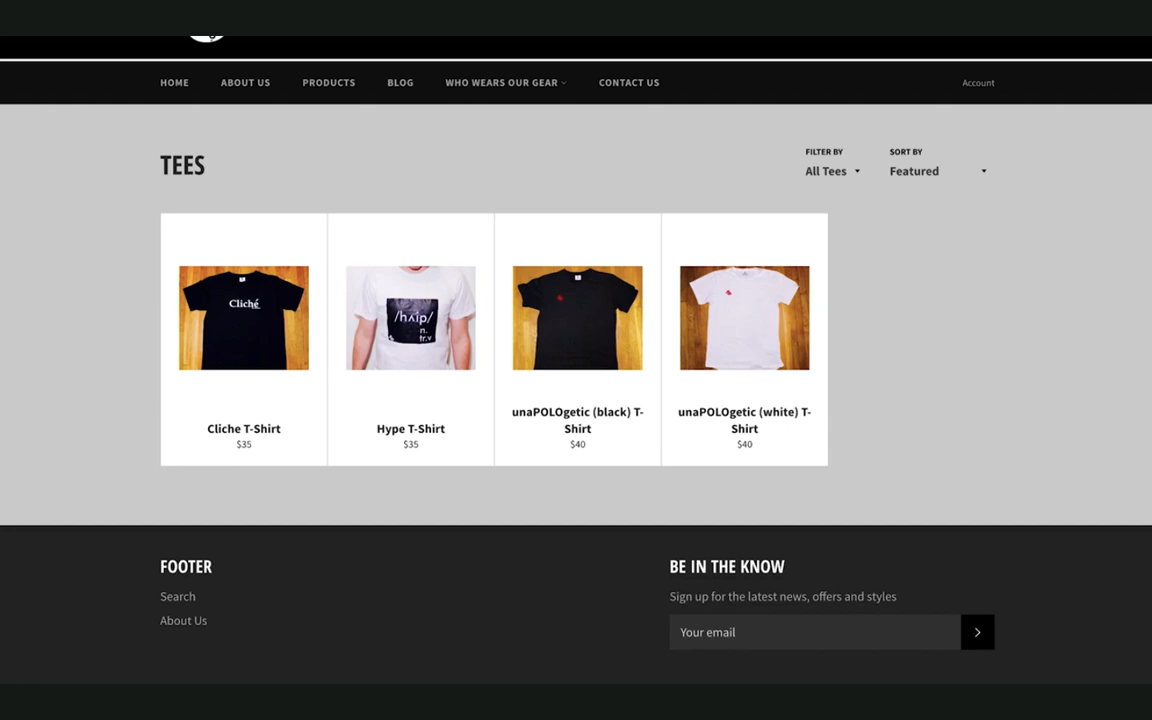 HOME ABOUT US PRODUCTS BLOG WHO WEARS OUR GEAR CONTACT US Account
TEES
FILTER BY
All Tees
SORT BY
Featured
Cliché
/hʌip/
n.
tr.v
Cliche T-Shirt
$35
Hype T-Shirt
$35
unaPOLOgetic (black) T-
Shirt
$40
unaPOLOgetic (white) T-
Shirt
$40
FOOTER
Search
About Us
BE IN THE KNOW
Sign up for the latest news, offers and styles
Your email